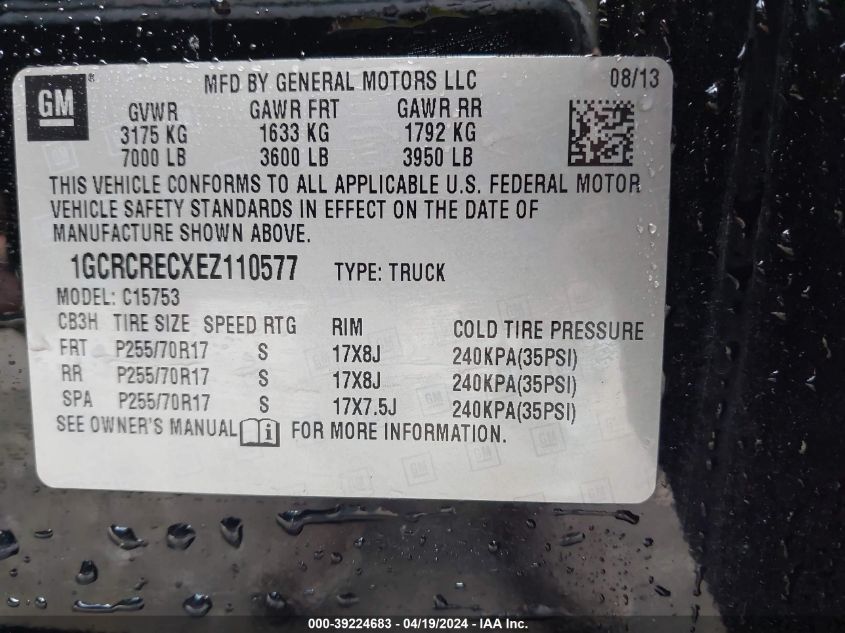 GM ® MFD BY GENERAL MOTORS LLC 08/13
GVWR GAWR FRT GAWR RR
3175 KG 1633 KG 1792 KG
7000 LB 3600 LB 3950 LB
THIS VEHICLE CONFORMS TO ALL APPLICABLE U.S. FEDERAL MOTOR
VEHICLE SAFETY STANDARDS IN EFFECT ON THE DATE OF
MANUFACTURE SHOWN ABOVE.
1GCRCRECXEZ110577 TYPE: TRUCK
MODEL: C15753
CB3H TIRE SIZE SPEED RTG RIM COLD TIRE PRESSURE
FRT P255/70R17 S 17X8J 240KPA(35PSI)
RR P255/70R17 S 17X8J 240KPA(35PSI)
SPA P255/70R17 S 17X7.5J 240KPA(35PSI)
SEE OWNER'S MANUAL FOR MORE INFORMATION.
000-39224683 - 04/19/2024 - IAA Inc.